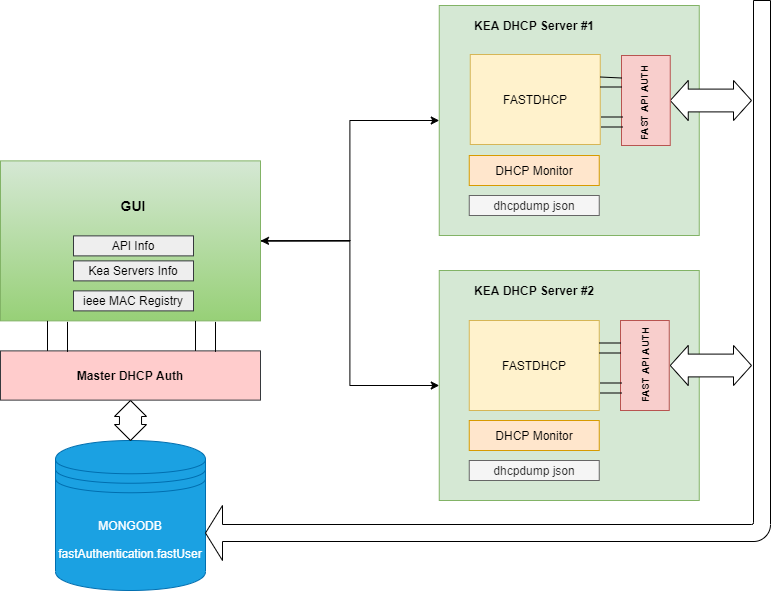 KEA DHCP Server #1
FASTDHCP
FAST API AUTH
DHCP Monitor
dhcpdump json
GUI
API Info
Kea Servers Info
ieee MAC Registry
Master DHCP Auth
KEA DHCP Server #2
FASTDHCP
FAST API AUTH
DHCP Monitor
dhcpdump json
MONGODB
fastAuthentication.fastUser